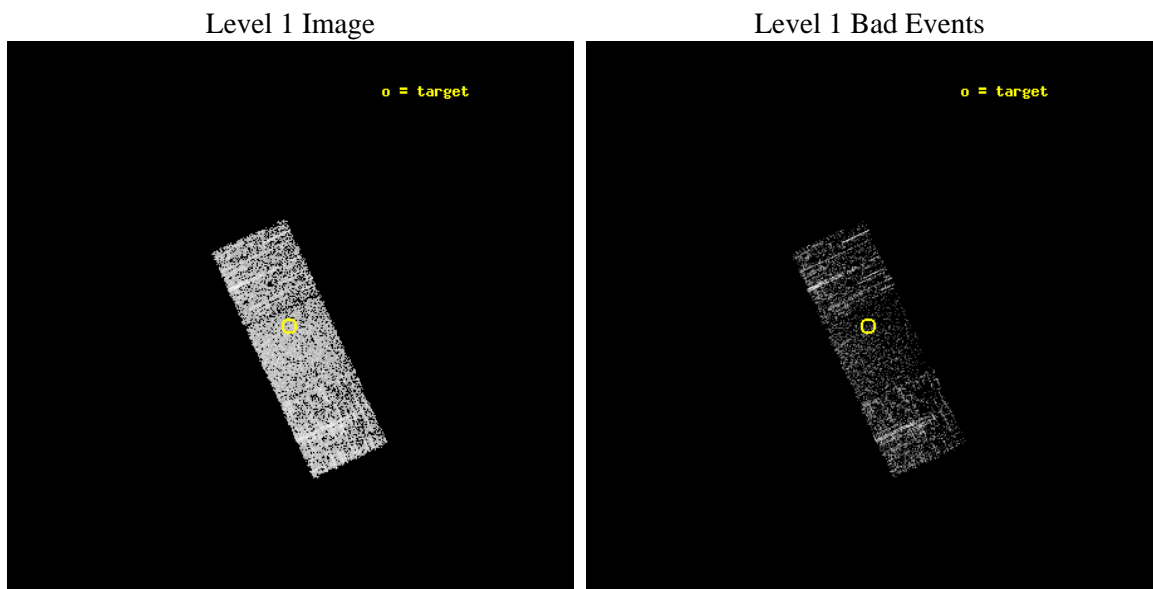 Level 1 Image
Level 1 Bad Events
o = target
o = target